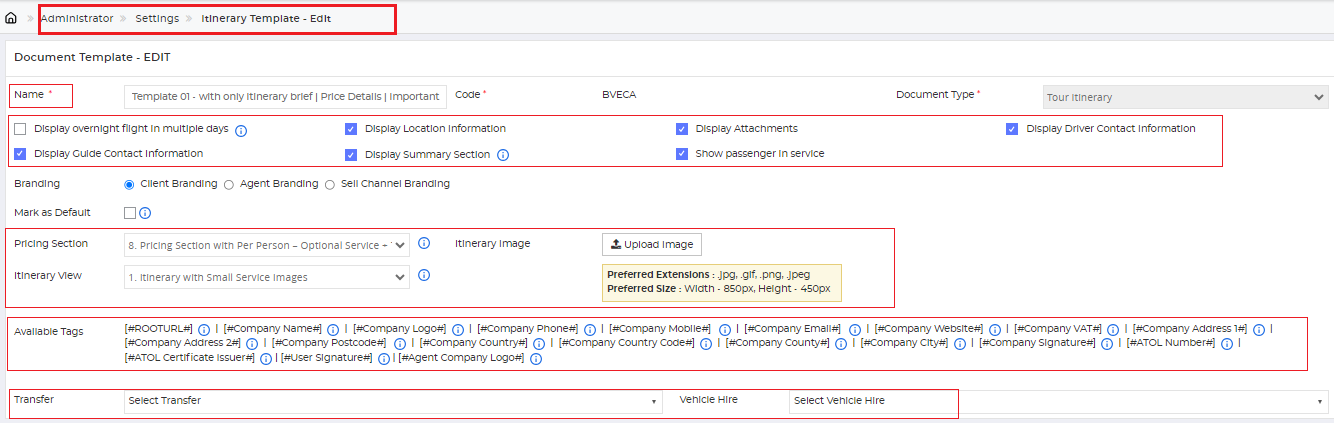 Administrator » Settings » Itinerary Template - Edit
Document Template - EDIT
Name * Template 01 - with only itinerary brief | Price Details | Important Code * BVECA Document Type * Tour Itinerary
Display overnight flight in multiple days Display Location Information Display Attachments Display Driver Contact Information
Display Guide Contact Information Display Summary Section Show passenger in service
Branding Client Branding Agent Branding Sell Channel Branding
Mark as Default
Pricing Section 8. Pricing Section with Per Person – Optional Service + Itinerary Image Upload Image
Itinerary View 1. Itinerary with Small Service Images Preferred Extensions : .jpg, .gif, .png, .jpeg
Preferred Size : Width - 850px, Height - 450px
Available Tags [#ROOTURL#] | [#Company Name#] | [#Company Logo#] | [#Company Phone#] | [#Company Mobile#] | [#Company Email#] | [#Company Website#] | [#Company VAT#] | [#Company Address 1#] |
[#Company Address 2#] | [#Company Postcode#] | [#Company Country#] | [#Company Country Code#] | [#Company County#] | [#Company City#] | [#Company Signature#] | [#ATOL Number#] |
[#ATOL Certificate Issuer#] | [#User Signature#] | [#Agent Company Logo#]
Transfer Select Transfer Vehicle Hire Select Vehicle Hire